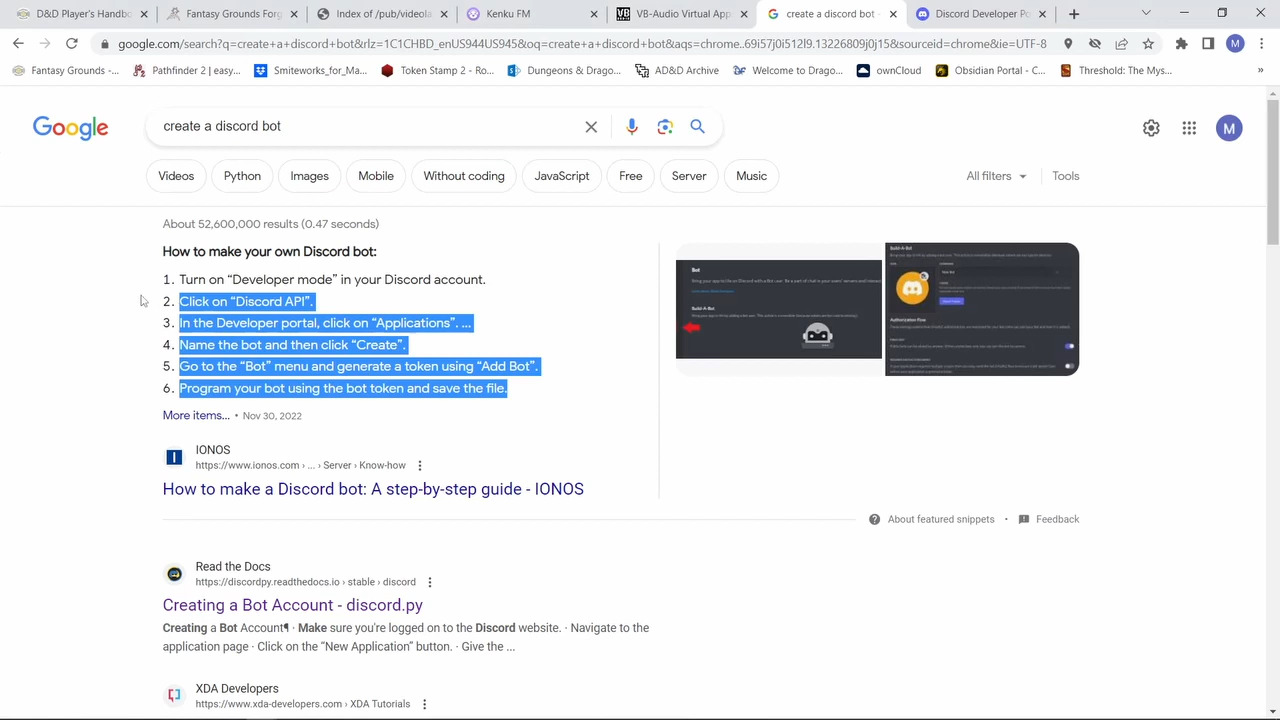 D&D Player's Handbo
Fantasy Grounds Forg
Index of /pub/videola
Kenku FM
VB-Audio Virtual App
create a discord bot -
Discord Developer Po
google.com/search?q=create+a+discord+bot&rlz=1C1CHBD_enUS944US945&oq=create+a+discord+bot&aqs=chrome..69i57j0i512l9.13226809j0j15&sourceid=chrome&ie=UTF-8
M
Fantasy Grounds -...
Pathfinder 2 | easy...
Smiteworks_for_Ma...
Token Stamp 2 - Ro...
Dungeons & Drago...
AD&D Archive
Welcome to Drago...
ownCloud
Obsidian Portal - C...
Threshold: The Mys...
»
Google
create a discord bot
M
Videos
Python
Images
Mobile
Without coding
JavaScript
Free
Server
Music
All filters
Tools
About 52,600,000 results (0.47 seconds)
How to make your own Discord bot:
1. Turn on “Developer mode” in your Discord account.
2. Click on “Discord API”.
3. In the Developer portal, click on “Applications”. ...
4. Name the bot and then click “Create”.
5. Go to the “Bot” menu and generate a token using “Add Bot”.
6. Program your bot using the bot token and save the file.
More items... • Nov 30, 2022
Bot
Build-A-Bot
Build-A-Bot
Authorization Flow
IONOS
https://www.ionos.com › ... › Server › Know-how
How to make a Discord bot: A step-by-step guide - IONOS
About featured snippets • Feedback
Read the Docs
https://discordpy.readthedocs.io › stable › discord
Creating a Bot Account - discord.py
Creating a Bot Account¶ · Make sure you're logged on to the Discord website. · Navigate to the
application page · Click on the “New Application” button. · Give the ...
XDA Developers
https://www.xda-developers.com › XDA Tutorials